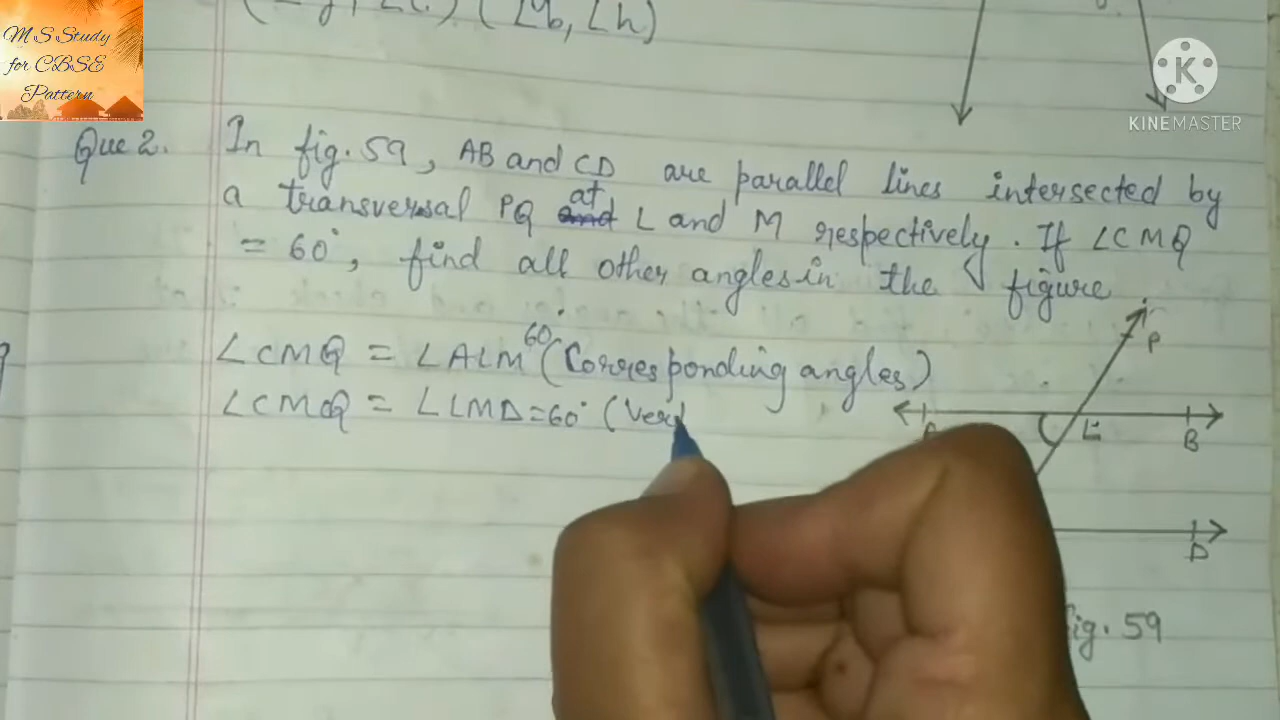 M S Study
for CBSE
Pattern
KINEMASTER
∠b, ∠h)
Que 2. In fig. 59, AB and CD are parallel lines intersected by
a transversal PQ at L and M respectively. If ∠CMQ
= 60°, find all other angles in the figure
∠CMQ = ∠ALM 60° (Corresponding angles)
∠CMQ = ∠LMD = 60° (Ver
P
L
B
D
fig. 59